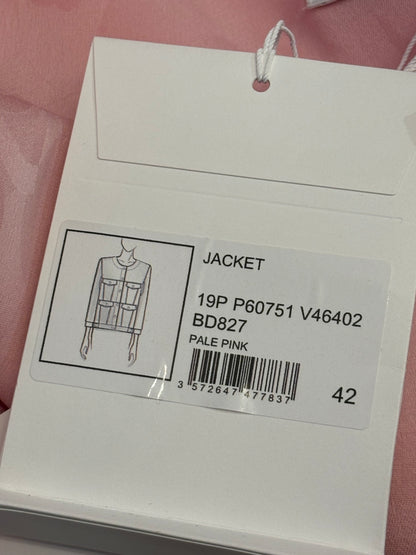 JACKET
19P P60751 V46402
BD827
PALE PINK
3 572647 477837
42